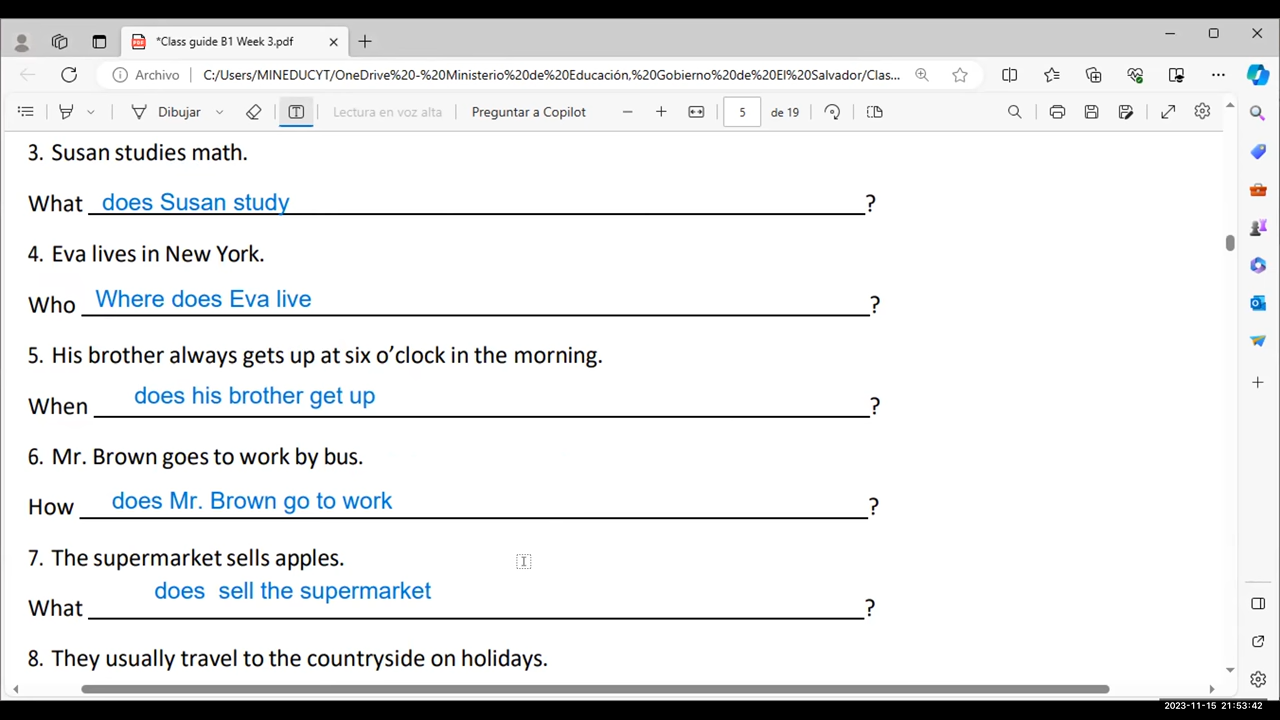 *Class guide B1 Week 3.pdf
Archivo
C:/Users/MINEDUCYT/OneDrive%20-%20Ministerio%20de%20Educación,%20Gobierno%20de%20El%20Salvador/Clas...
Dibujar
Lectura en voz alta
Preguntar a Copilot
5
de 19
3. Susan studies math.
What does Susan study ?
4. Eva lives in New York.
Who Where does Eva live ?
5. His brother always gets up at six o’clock in the morning.
When does his brother get up ?
6. Mr. Brown goes to work by bus.
How does Mr. Brown go to work ?
7. The supermarket sells apples.
What does  sell the supermarket ?
8. They usually travel to the countryside on holidays.
2023-11-15 21:53:42